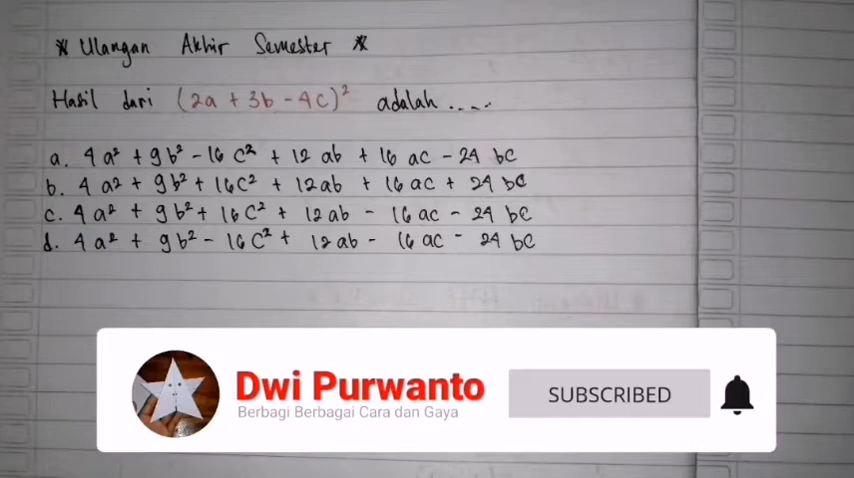 * Ulangan Akhir Semester *
Hasil dari (2a + 3b - 4c)² adalah ....
a. 4a² + 9b² - 16c² + 12ab + 16ac - 24bc
b. 4a² + 9b² + 16c² + 12ab + 16ac + 24bc
c. 4a² + 9b² + 16c² + 12ab - 16ac - 24bc
d. 4a² + 9b² - 16c² + 12ab - 16ac - 24bc
Dwi Purwanto
Berbagi Berbagai Cara dan Gaya
SUBSCRIBED